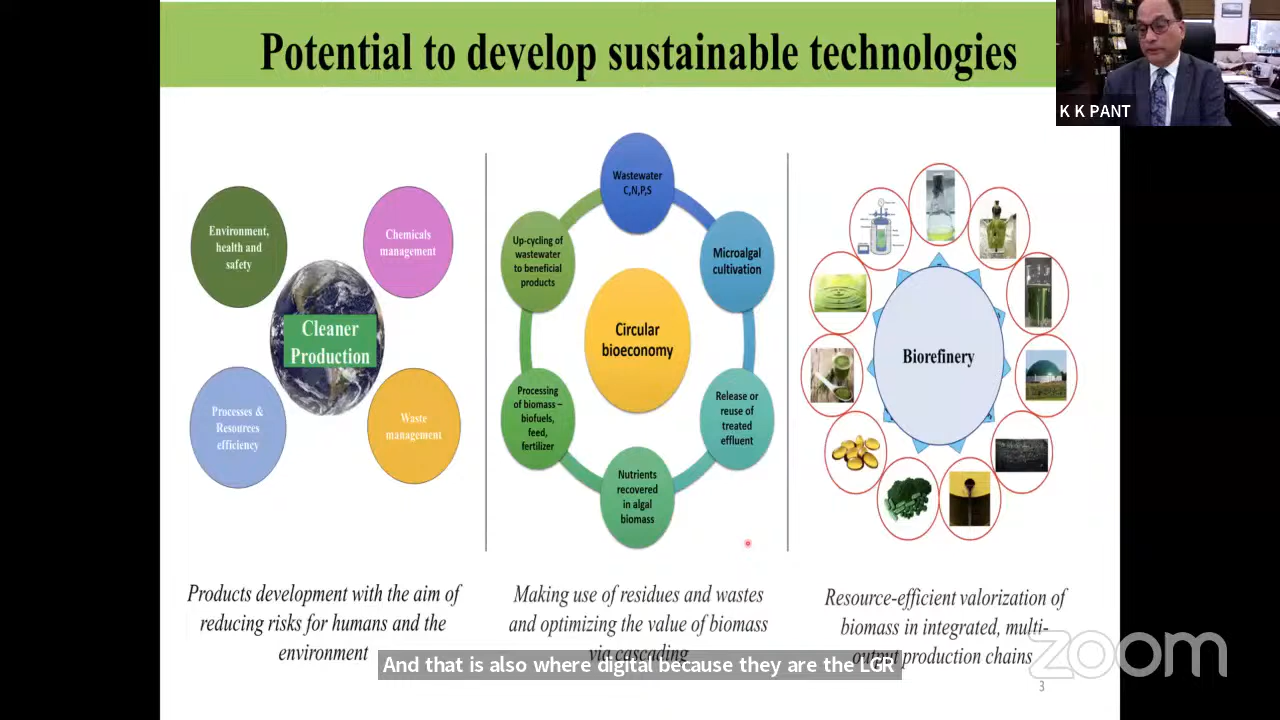 Potential to develop sustainable technologies
K K PANT
Environment,
health and
safety
Chemicals
management
Cleaner
Production
Processes &
Resources
efficiency
Waste
management
Products development with the aim of
reducing risks for humans and the
environment
Wastewater
C,N,P,S
Microalgal
cultivation
Release or
reuse of
treated
effluent
Nutrients
recovered
in algal
biomass
Processing
of biomass –
biofuels,
feed,
fertilizer
Up-cycling of
wastewater
to beneficial
products
Circular
bioeconomy
Making use of residues and wastes
and optimizing the value of biomass
via cascading
Biorefinery
Resource-efficient valorization of
biomass in integrated, multi-
output production chains
And that is also where digital because they are the LGR
zoom
3